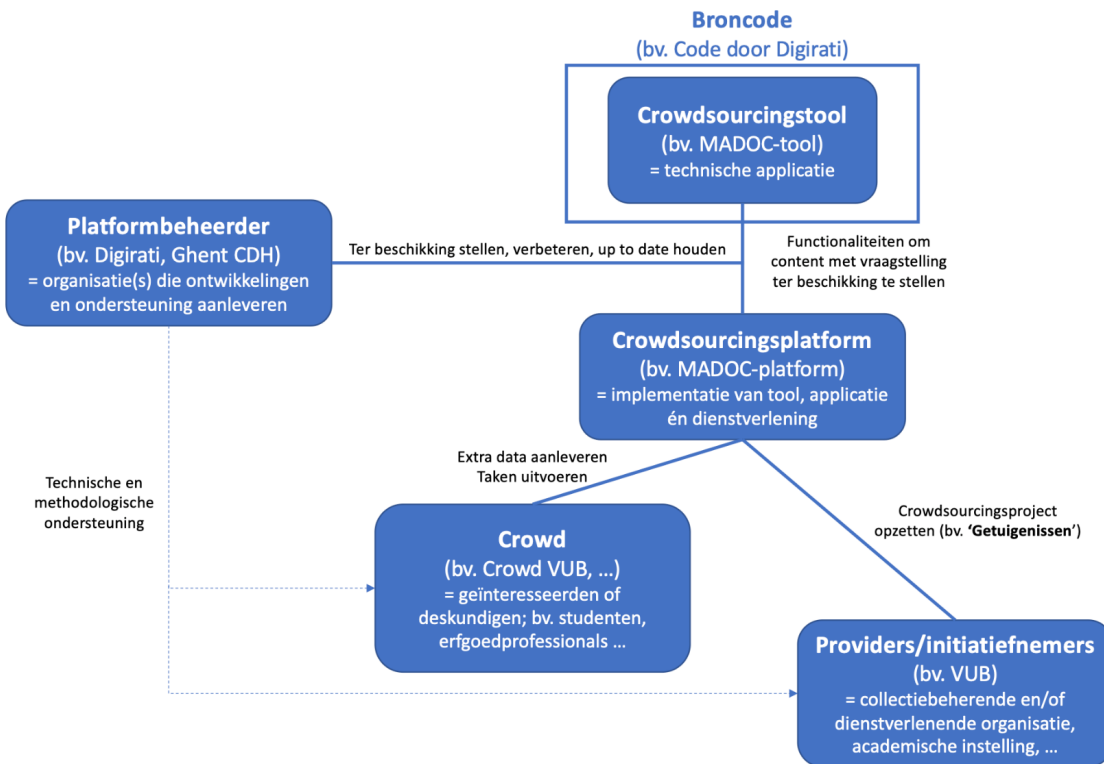 Broncode
(bv. Code door Digirati)
Crowdsourcingstool
(bv. MADOC-tool)
= technische applicatie
Platformbeheerder
(bv. Digirati, Ghent CDH)
= organisatie(s) die ontwikkelingen
en ondersteuning aanleveren
Ter beschikking stellen, verbeteren, up to date houden
Functionaliteiten om
content met vraagstelling
ter beschikking te stellen
Crowdsourcingsplatform
(bv. MADOC-platform)
= implementatie van tool, applicatie
én dienstverlening
Extra data aanleveren
Taken uitvoeren
Technische en
methodologische
ondersteuning
Crowdsourcingsproject
opzetten (bv. ‘Getuigenissen’)
Crowd
(bv. Crowd VUB, ...)
= geïnteresseerden of
deskundigen; bv. studenten,
erfgoedprofessionals ...
Providers/initiatiefnemers
(bv. VUB)
= collectiebeherende en/of
dienstverlenende organisatie,
academische instelling, ...